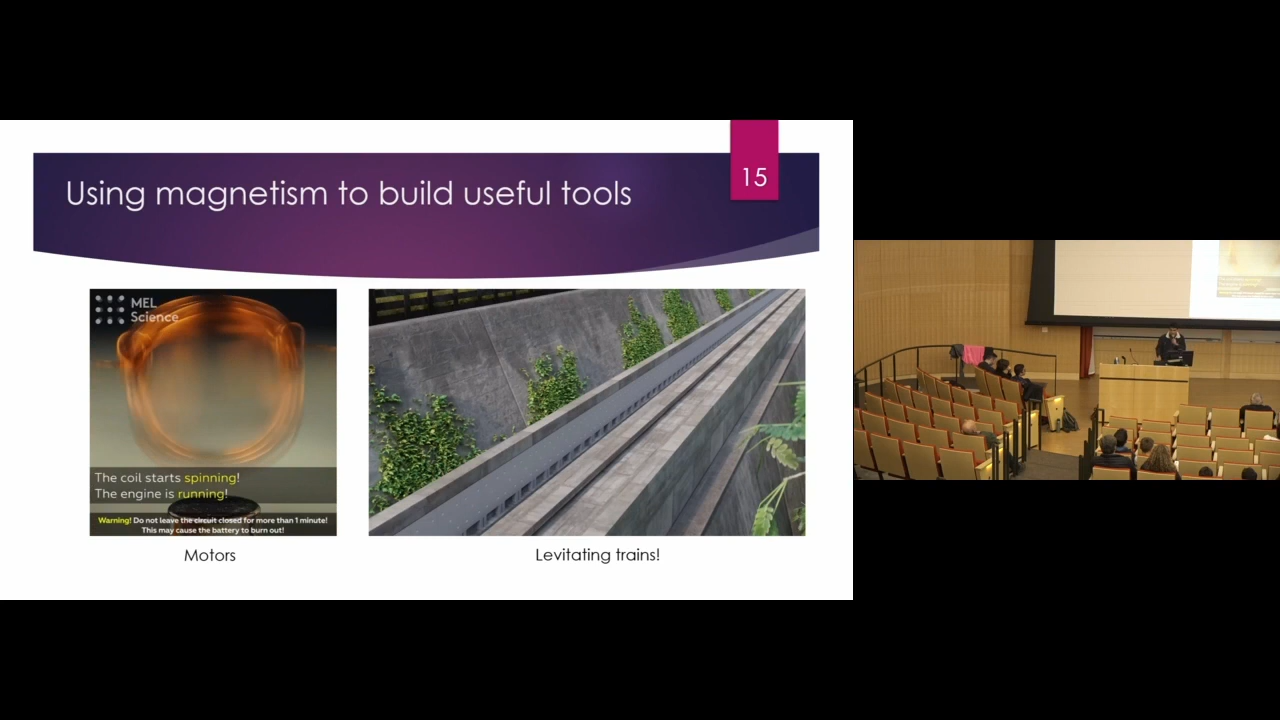 Using magnetism to build useful tools
15
MEL
Science
The coil starts spinning!
The engine is running!
Warning! Do not leave the circuit closed for more than 1 minute!
This may cause the battery to burn out!
Motors
Levitating trains!